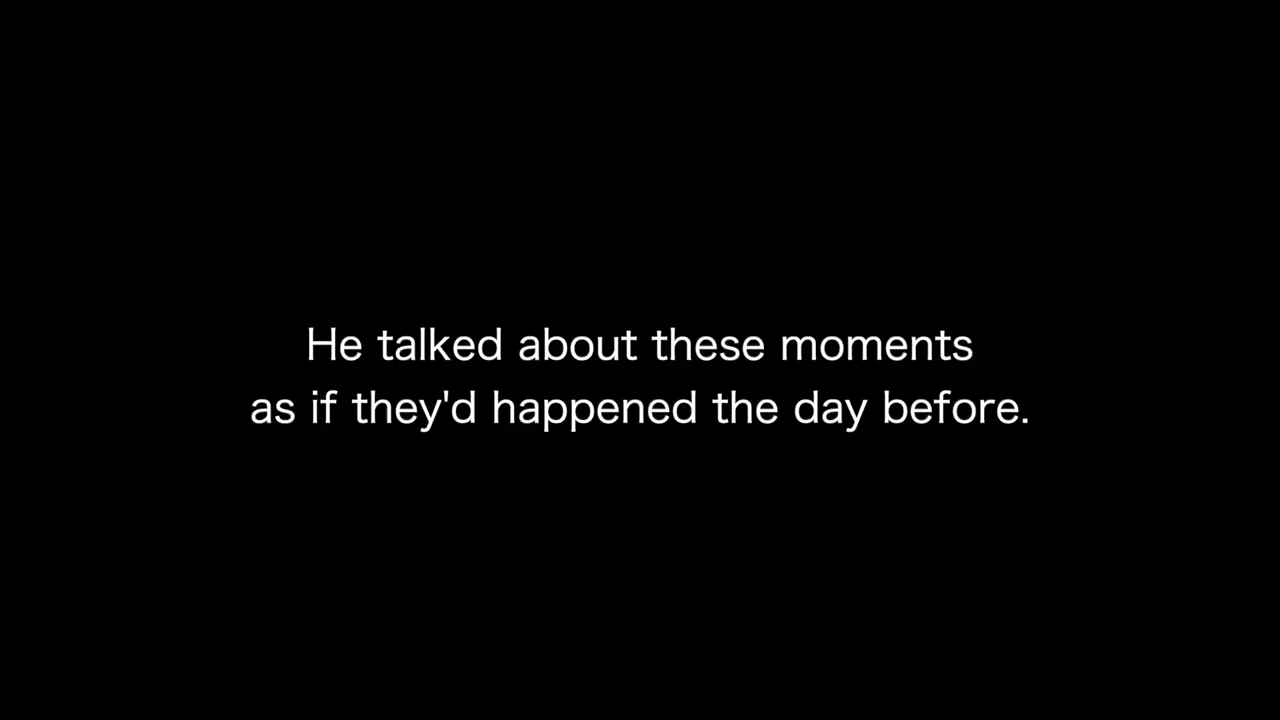 He talked about these moments
as if they'd happened the day before.